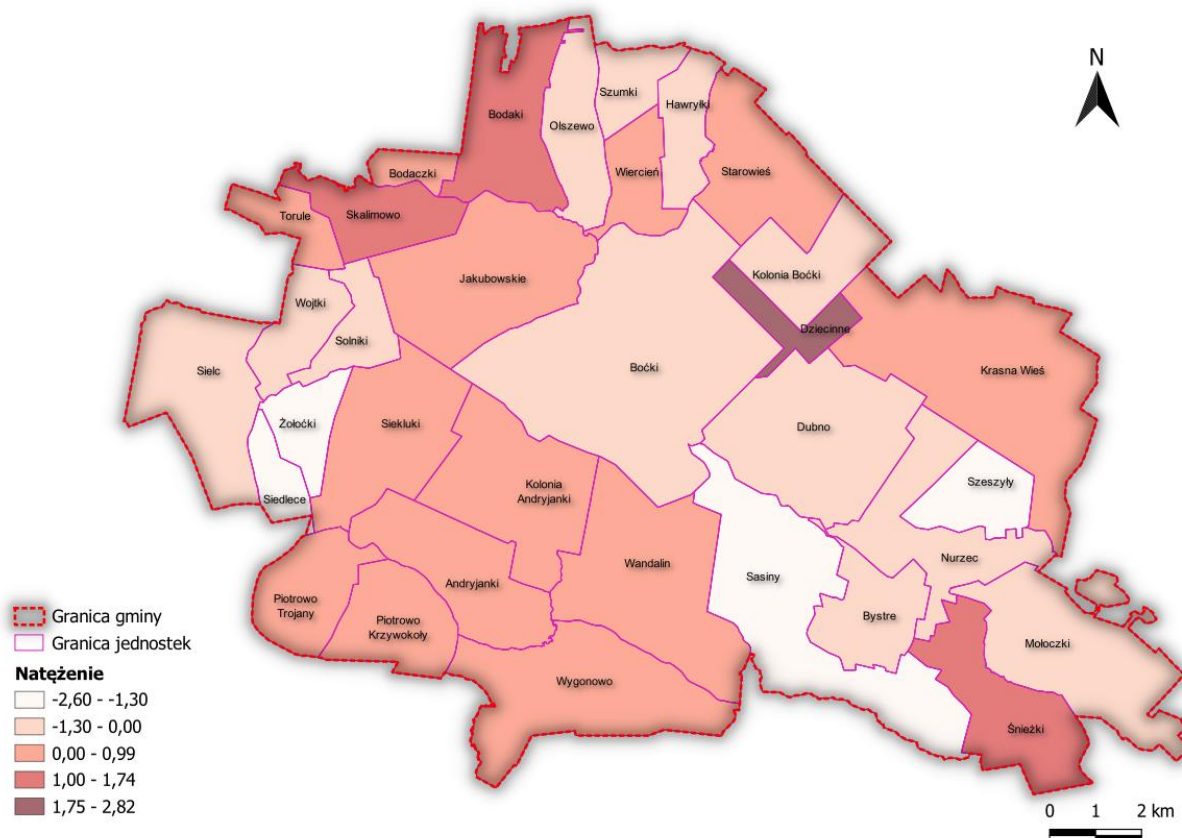 N
Szumki
Bodaki
Hawryłki
Olszewo
Bodaczki
Wiercień
Starowieś
Torule
Skalimowo
Kolonia Boćki
Jakubowskie
Wojtki
Dziecinne
Solniki
Sielc
Boćki
Krasna Wieś
Żołoćki
Siekluki
Dubno
Kolonia
Andryjanki
Szeszyły
Siedlece
Nurzec
Wandalin
Sasiny
Andryjanki
Piotrowo
Trojany
Piotrowo
Krzywokoły
Bystre
Mołoczki
Wygonowo
Śnieżki
Granica gminy
Granica jednostek
Natężenie
-2,60 - -1,30
-1,30 - 0,00
0,00 - 0,99
1,00 - 1,74
1,75 - 2,82
0 1 2 km